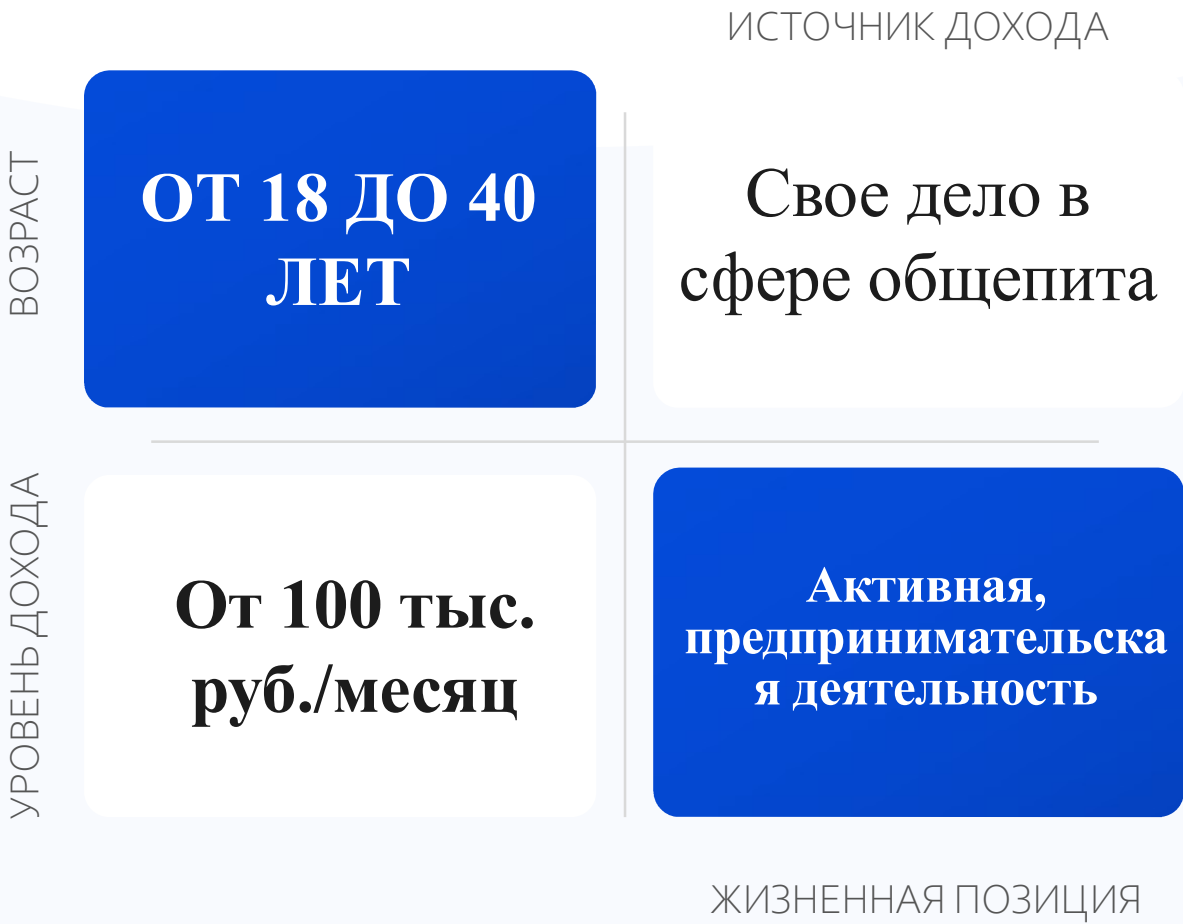 ИСТОЧНИК ДОХОДА
ВОЗРАСТ
ОТ 18 ДО 40
ЛЕТ
Свое дело в
сфере общепита
УРОВЕНЬ ДОХОДА
От 100 тыс.
руб./месяц
Активная,
предпринимательска
я деятельность
ЖИЗНЕННАЯ ПОЗИЦИЯ